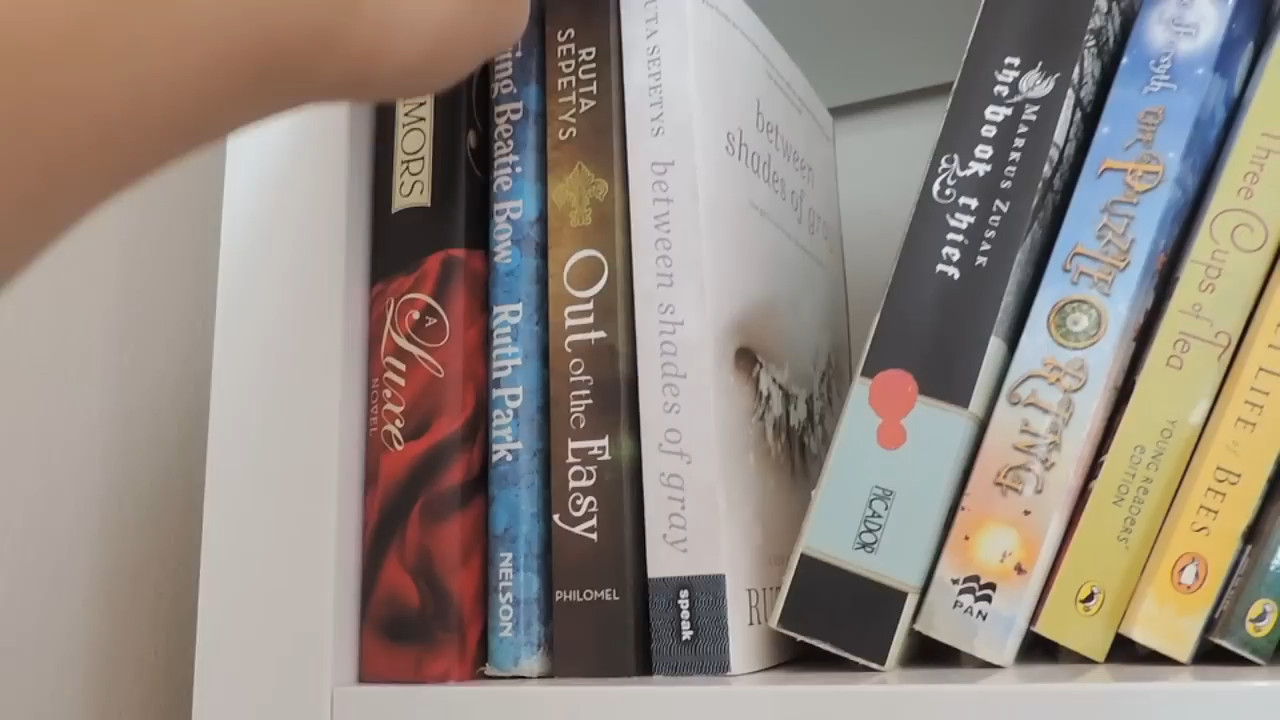 RUMORS
A
Luxe
NOVEL
Beatie Bow Ruth Park
NELSON
RUTA
SEPETYS
Out of the Easy
PHILOMEL
SEPETYS between shades of gray
speak
between
shades of gray
MARKUS ZUSAK
the book thief
PICADOR
Forsyth THE PUZZLE RING
PAN
Three Cups of Tea
YOUNG READERS'
EDITION
LIFE of BEES